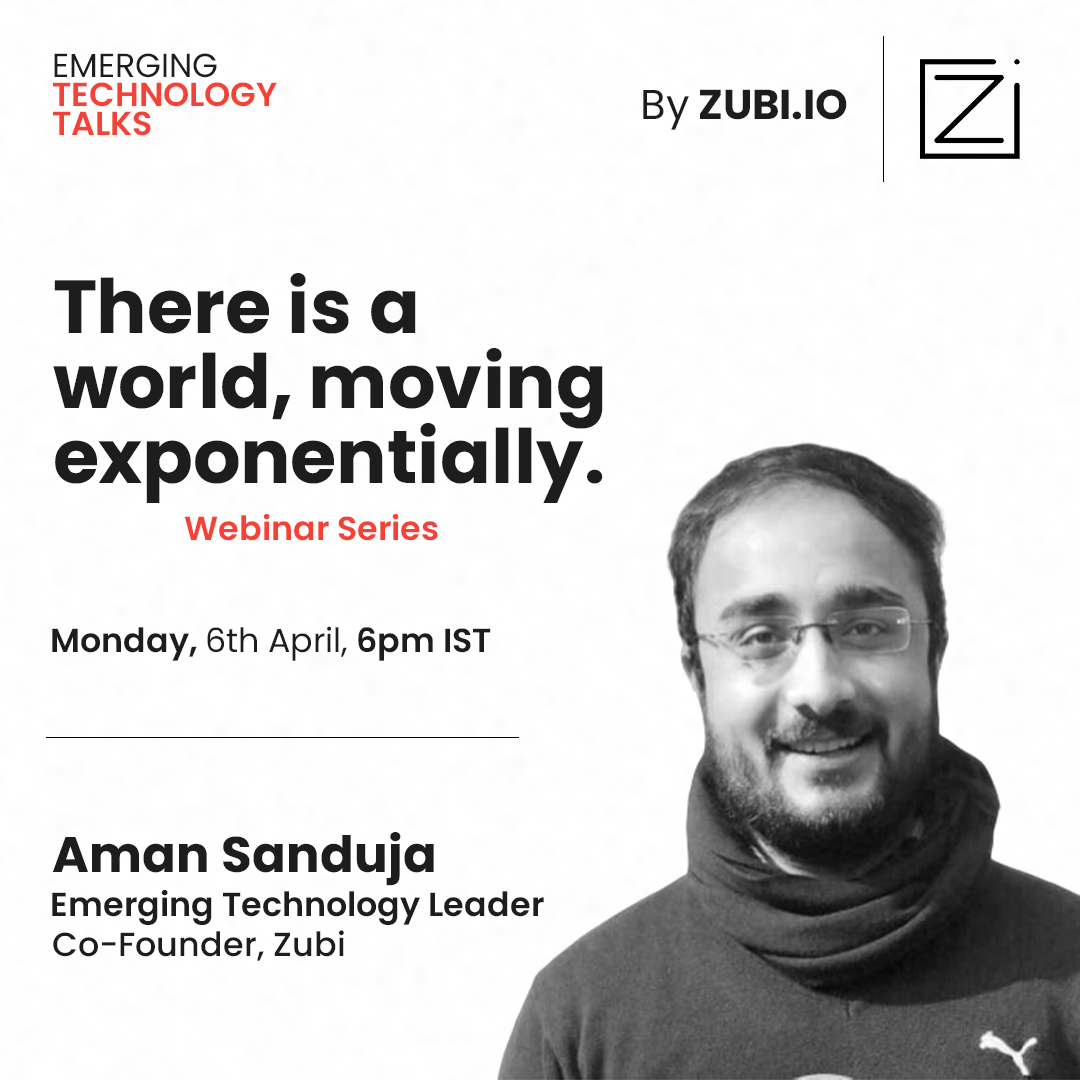 EMERGING
TECHNOLOGY
TALKS
By ZUBI.IO
Zi
There is a
world, moving
exponentially.
Webinar Series
Monday, 6th April, 6pm IST
Aman Sanduja
Emerging Technology Leader
Co-Founder, Zubi